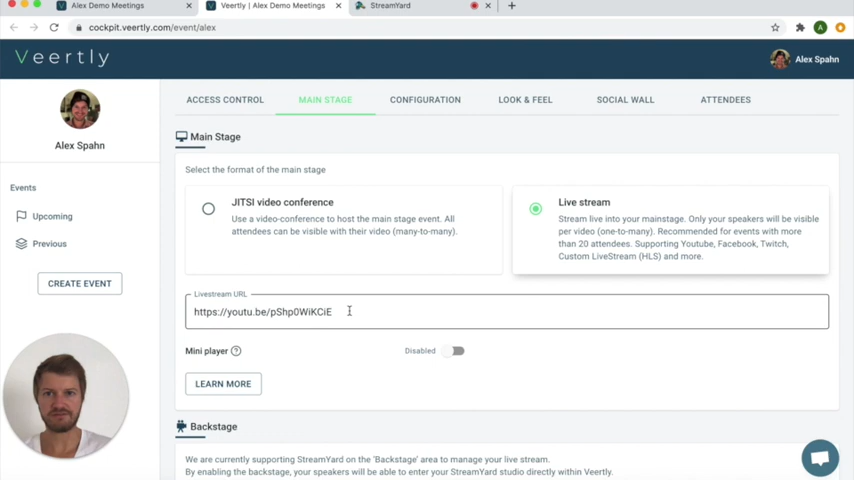 Alex Demo Meetings
Veertly | Alex Demo Meetings
StreamYard
cockpit.veertly.com/event/alex
A
Veertly
Alex Spahn
Alex Spahn
Events
Upcoming
Previous
CREATE EVENT
ACCESS CONTROL
MAIN STAGE
CONFIGURATION
LOOK & FEEL
SOCIAL WALL
ATTENDEES
Main Stage
Select the format of the main stage
JITSI video conference
Use a video-conference to host the main stage event. All
attendees can be visible with their video (many-to-many).
Live stream
Stream live into your mainstage. Only your speakers will be visible
per video (one-to-many). Recommended for events with more
than 20 attendees. Supporting Youtube, Facebook, Twitch,
Custom LiveStream (HLS) and more.
Livestream URL
https://youtu.be/pShp0WiKCiE
Mini player ?
Disabled
LEARN MORE
Backstage
We are currently supporting StreamYard on the 'Backstage' area to manage your live stream.
By enabling the backstage, your speakers will be able to enter your StreamYard studio directly within Veertly.